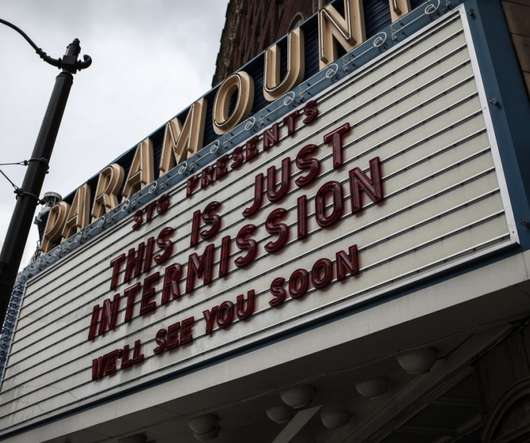 PARAMOUNT
STG PRESENTS
THIS IS JUST
INTERMISSION
WE'LL SEE YOU SOON